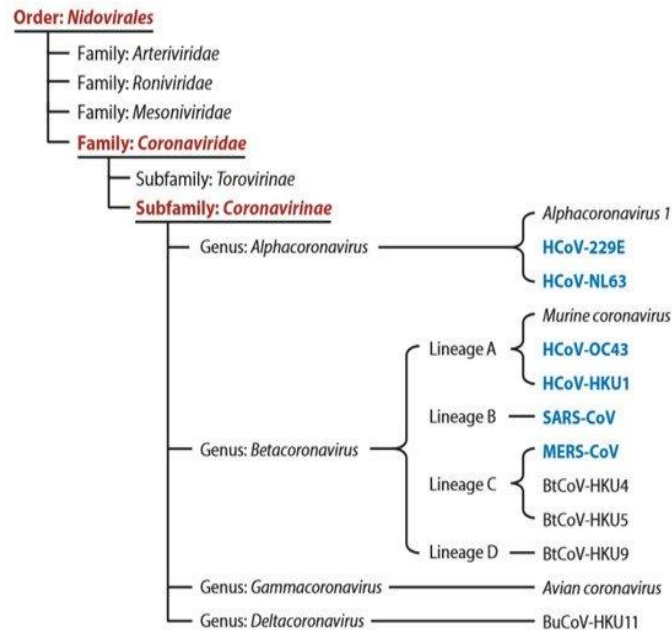 Order: Nidovirales
Family: Arteriviridae
Family: Roniviridae
Family: Mesoniviridae
Family: Coronaviridae
Subfamily: Torovirinae
Subfamily: Coronavirinae
Genus: Alphacoronavirus
Alphacoronavirus 1
HCoV-229E
HCoV-NL63
Genus: Betacoronavirus
Lineage A
Murine coronavirus
HCoV-OC43
HCoV-HKU1
Lineage B
SARS-CoV
Lineage C
MERS-CoV
BtCoV-HKU4
BtCoV-HKU5
Lineage D
BtCoV-HKU9
Genus: Gammacoronavirus
Avian coronavirus
Genus: Deltacoronavirus
BuCoV-HKU11